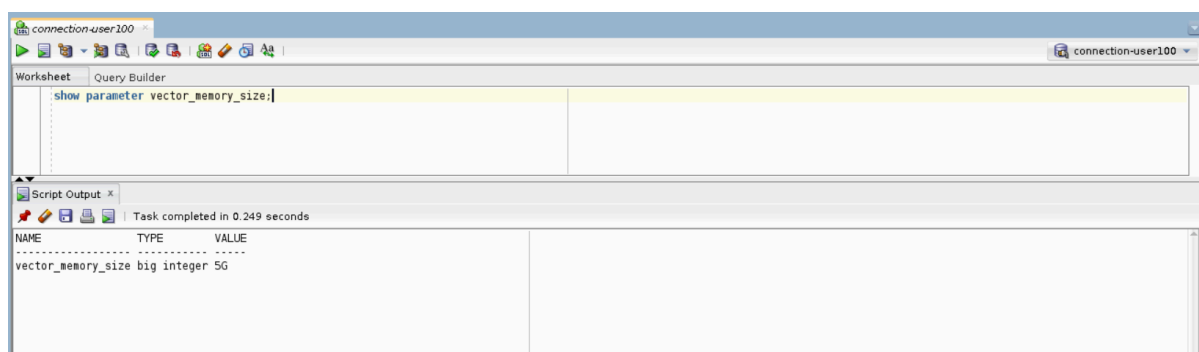 connection-user100
connection-user100
Worksheet Query Builder
show parameter vector_memory_size;
Script Output
Task completed in 0.249 seconds
NAME TYPE VALUE
------------------ ----------- -----
vector_memory_size big integer 5G